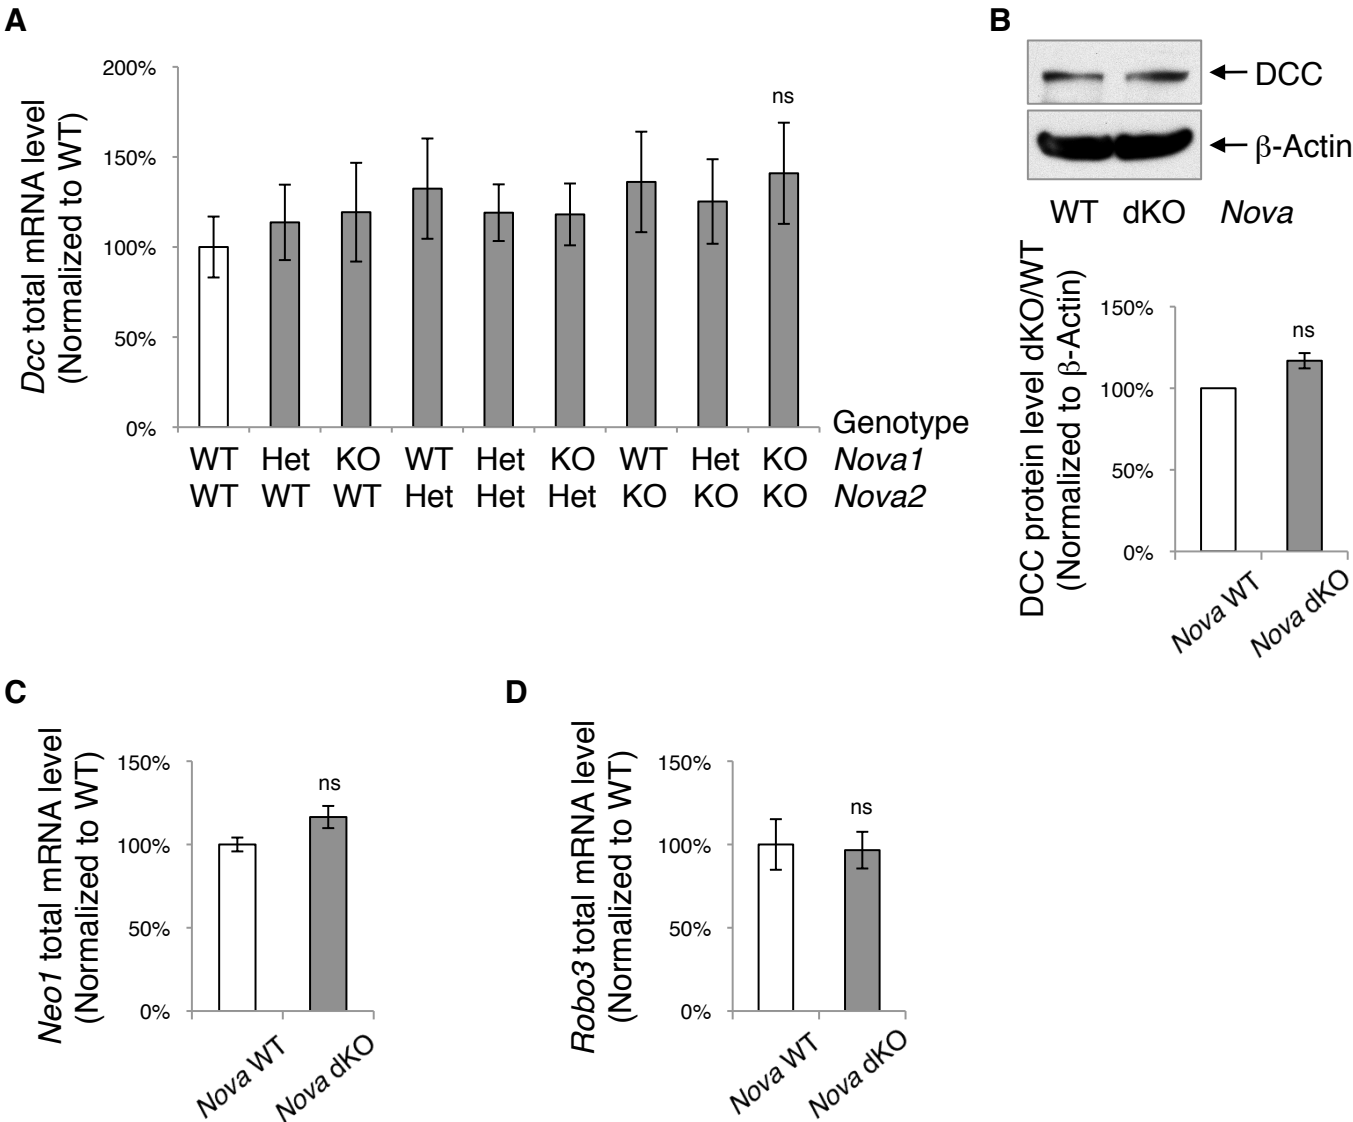 A
Dcc total mRNA level
(Normalized to WT)
200%
150%
100%
50%
0%
ns
Genotype
WT Het KO WT Het KO WT Het KO Nova1
WT WT WT Het Het Het KO KO KO Nova2
B
DCC
β-Actin
WT dKO Nova
DCC protein level dKO/WT
(Normalized to β-Actin)
150%
100%
50%
0%
ns
Nova WT
Nova dKO
C
Neo1 total mRNA level
(Normalized to WT)
150%
100%
50%
0%
ns
Nova WT
Nova dKO
D
Robo3 total mRNA level
(Normalized to WT)
150%
100%
50%
0%
ns
Nova WT
Nova dKO